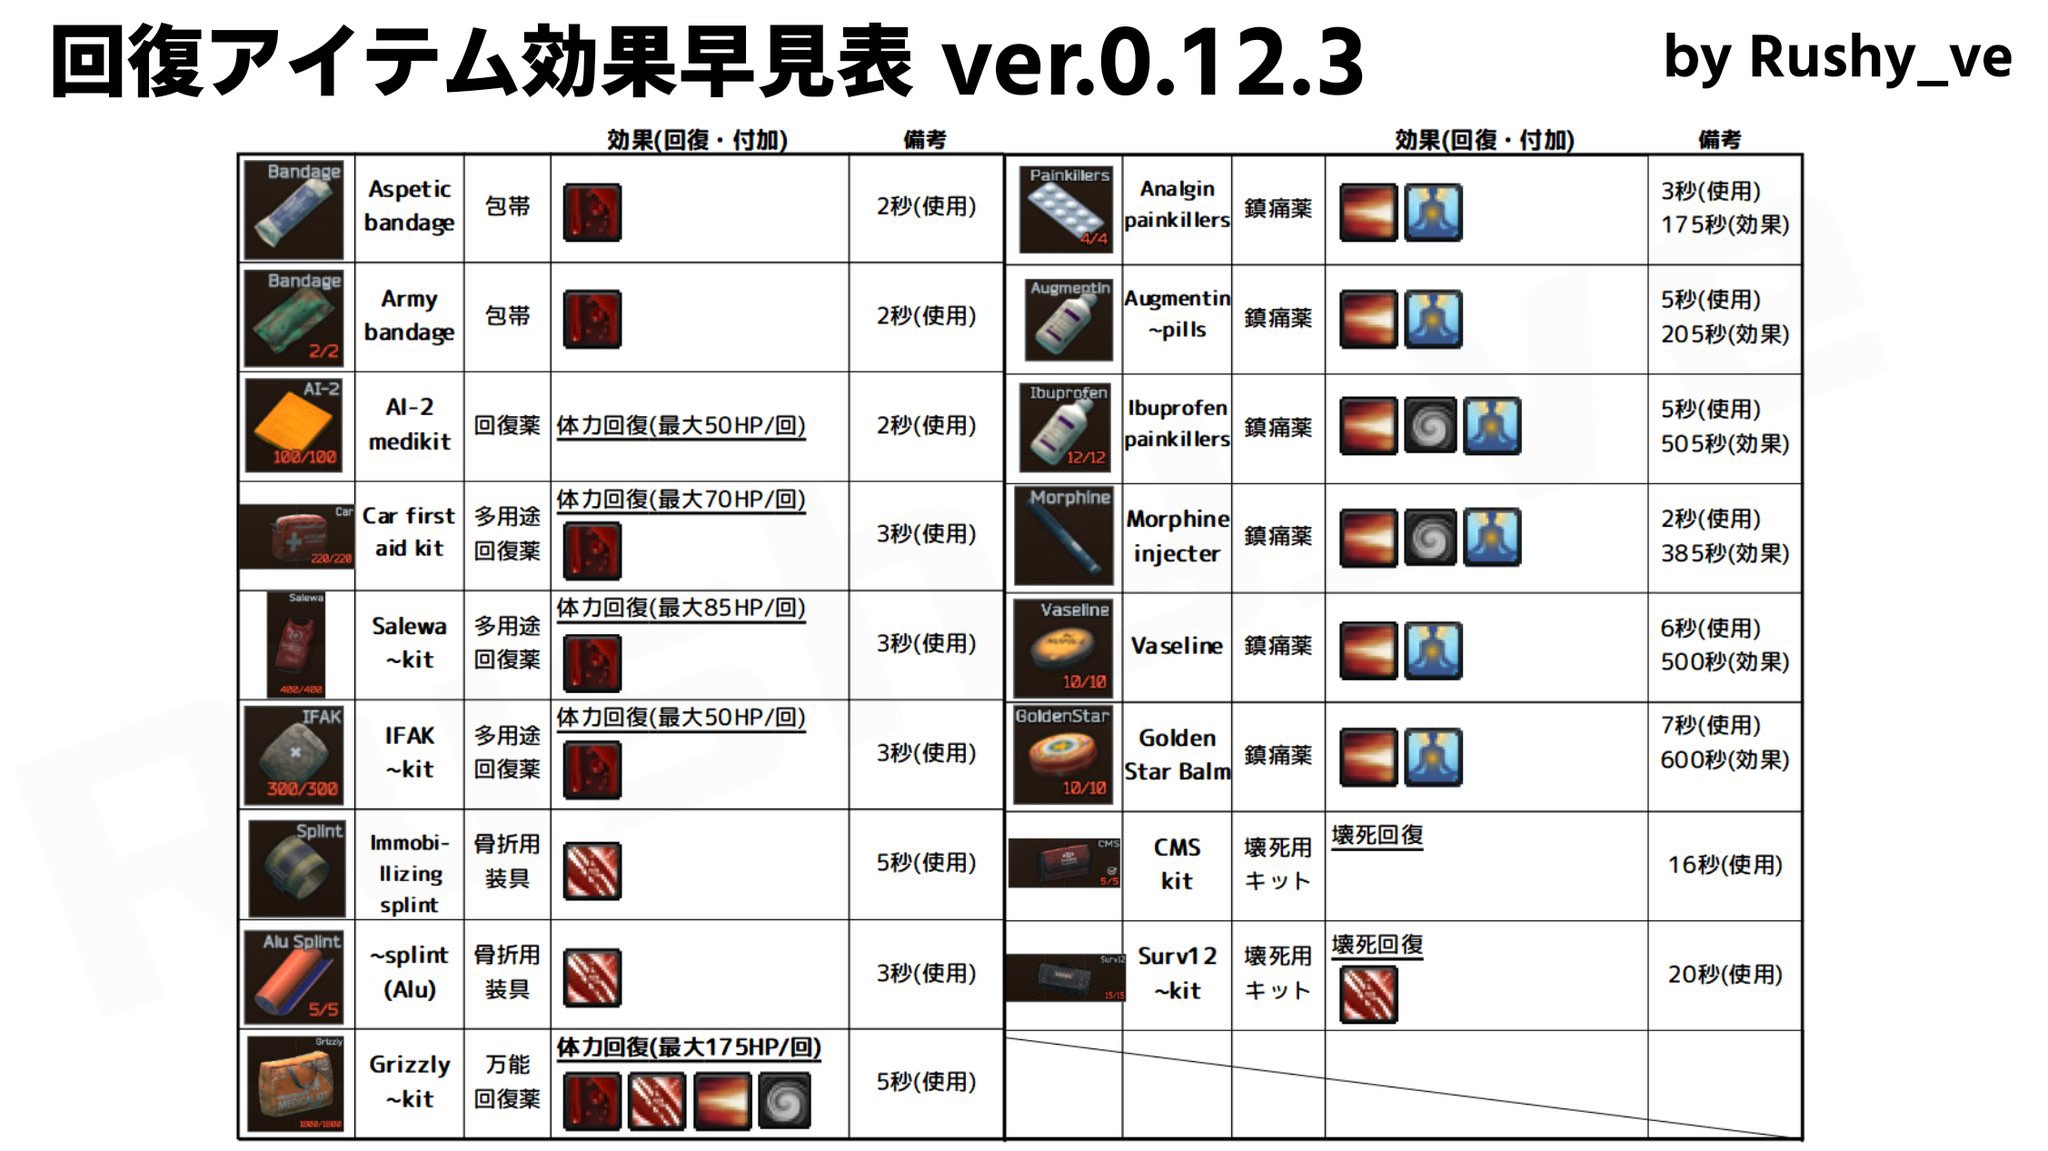 回復アイテム効果早見表 ver.0.12.3
by Rushy_ve
効果(回復・付加)
備考
Bandage
Aspetic
bandage
包帯
2秒(使用)
Bandage
2/2
Army
bandage
包帯
2秒(使用)
AI-2
100/100
AI-2
medikit
回復薬
体力回復(最大50HP/回)
2秒(使用)
Car
220/220
Car first
aid kit
多用途
回復薬
体力回復(最大70HP/回)
3秒(使用)
Salewa
400/400
Salewa
~kit
多用途
回復薬
体力回復(最大85HP/回)
3秒(使用)
IFAK
300/300
IFAK
~kit
多用途
回復薬
体力回復(最大50HP/回)
3秒(使用)
Splint
Immobi-
llizing
splint
骨折用
装具
5秒(使用)
Alu Splint
5/5
~splint
(Alu)
骨折用
装具
3秒(使用)
Grizzly
MEDICAL KIT
1800/1800
Grizzly
~kit
万能
回復薬
体力回復(最大175HP/回)
5秒(使用)
効果(回復・付加)
備考
Painkillers
4/4
Analgin
painkillers
鎮痛薬
3秒(使用)
175秒(効果)
Augmentin
Augmentin
~pills
鎮痛薬
5秒(使用)
205秒(効果)
Ibuprofen
12/12
Ibuprofen
painkillers
鎮痛薬
5秒(使用)
505秒(効果)
Morphine
Morphine
injecter
鎮痛薬
2秒(使用)
385秒(効果)
Vaseline
10/10
Vaseline
鎮痛薬
6秒(使用)
500秒(効果)
GoldenStar
10/10
Golden
Star Balm
鎮痛薬
7秒(使用)
600秒(効果)
CMS
5/5
CMS
kit
壊死用
キット
壊死回復
16秒(使用)
Surv12
15/15
Surv12
~kit
壊死用
キット
壊死回復
20秒(使用)
Rushy_ve